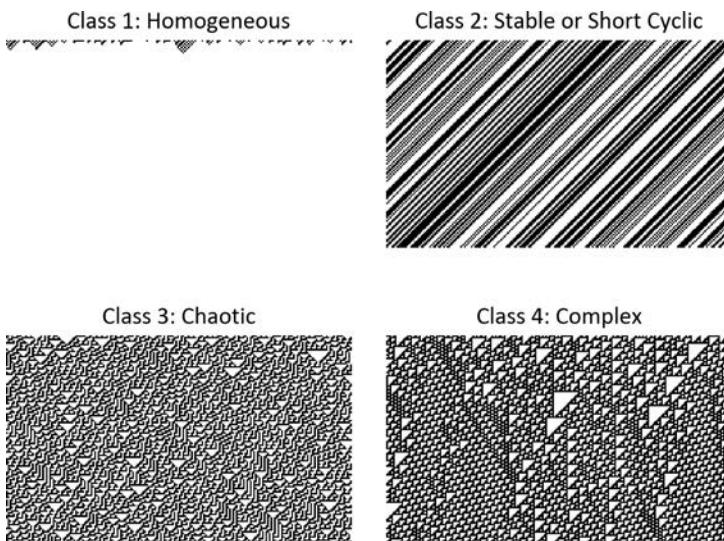 Class 1: Homogeneous
Class 2: Stable or Short Cyclic
Class 3: Chaotic
Class 4: Complex